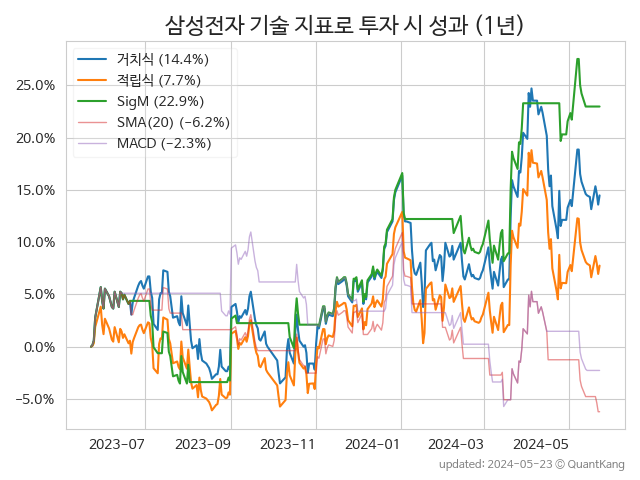 삼성전자 기술 지표로 투자 시 성과 (1년)
거치식 (14.4%)
적립식 (7.7%)
SigM (22.9%)
SMA(20) (−6.2%)
MACD (−2.3%)
25.0%
20.0%
15.0%
10.0%
5.0%
0.0%
−5.0%
2023-07 2023-09 2023-11 2024-01 2024-03 2024-05
updated: 2024-05-23 ⓒ QuantKang